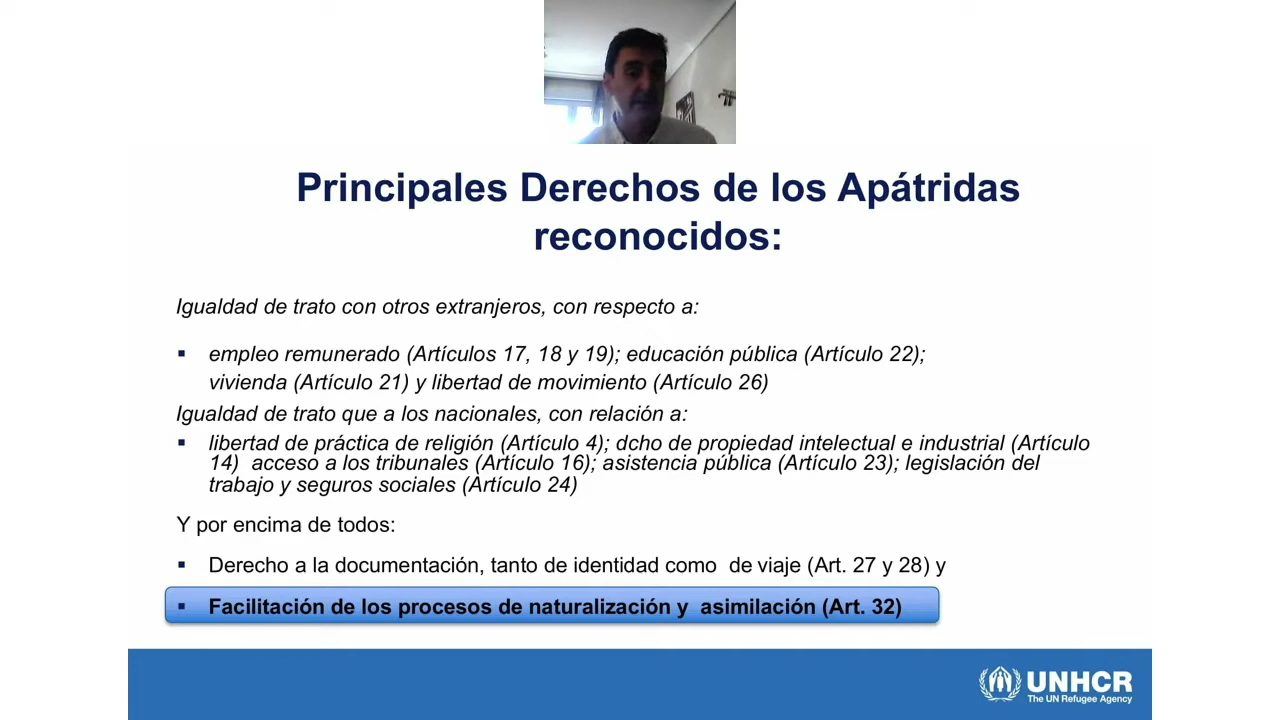 Principales Derechos de los Apátridas
reconocidos:
Igualdad de trato con otros extranjeros, con respecto a:
▪ empleo remunerado (Artículos 17, 18 y 19); educación pública (Artículo 22);
vivienda (Artículo 21) y libertad de movimiento (Artículo 26)
Igualdad de trato que a los nacionales, con relación a:
▪ libertad de práctica de religión (Artículo 4); dcho de propiedad intelectual e industrial (Artículo
14) acceso a los tribunales (Artículo 16); asistencia pública (Artículo 23); legislación del
trabajo y seguros sociales (Artículo 24)
Y por encima de todos:
▪ Derecho a la documentación, tanto de identidad como de viaje (Art. 27 y 28) y
▪ Facilitación de los procesos de naturalización y asimilación (Art. 32)
UNHCR
The UN Refugee Agency